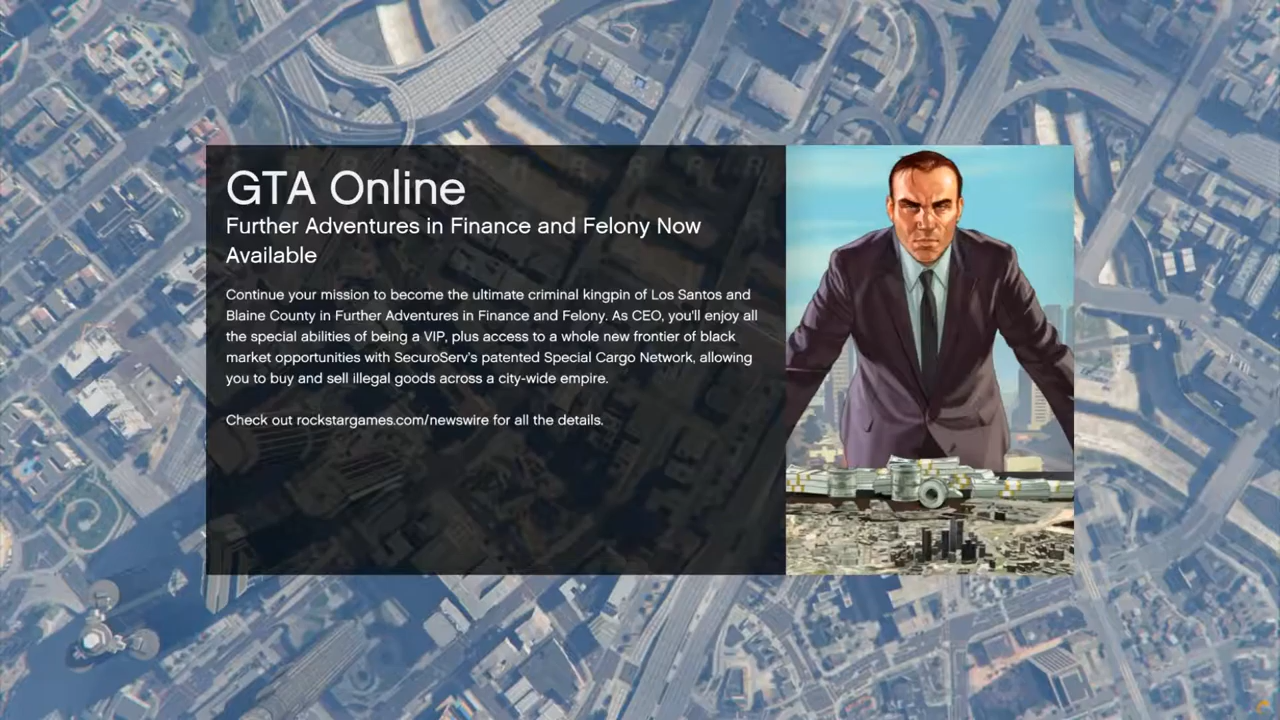 GTA Online
Further Adventures in Finance and Felony Now
Available
Continue your mission to become the ultimate criminal kingpin of Los Santos and
Blaine County in Further Adventures in Finance and Felony. As CEO, you'll enjoy all
the special abilities of being a VIP, plus access to a whole new frontier of black
market opportunities with SecuroServ's patented Special Cargo Network, allowing
you to buy and sell illegal goods across a city-wide empire.
Check out rockstargames.com/newswire for all the details.